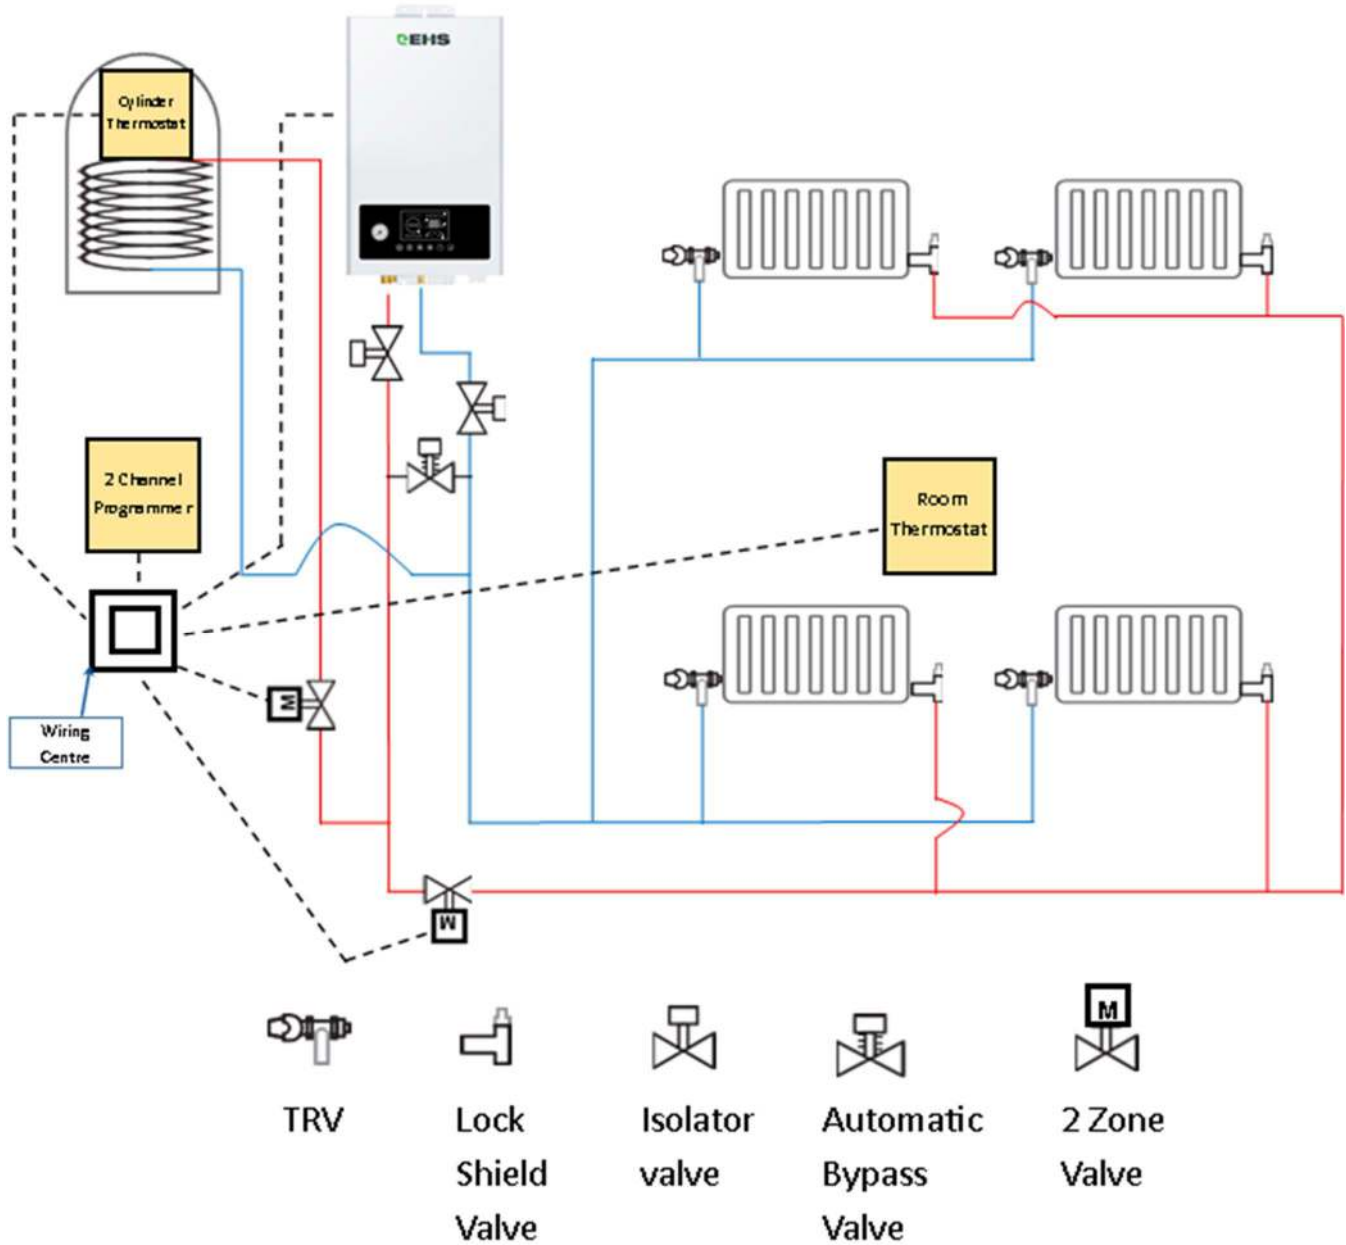 EHS
Cylinder
Thermostat
2 Channel
Programmer
Room
Thermostat
Wiring
Centre
M
M
TRV
Lock
Shield
Valve
Isolator
valve
Automatic
Bypass
Valve
M
2 Zone
Valve